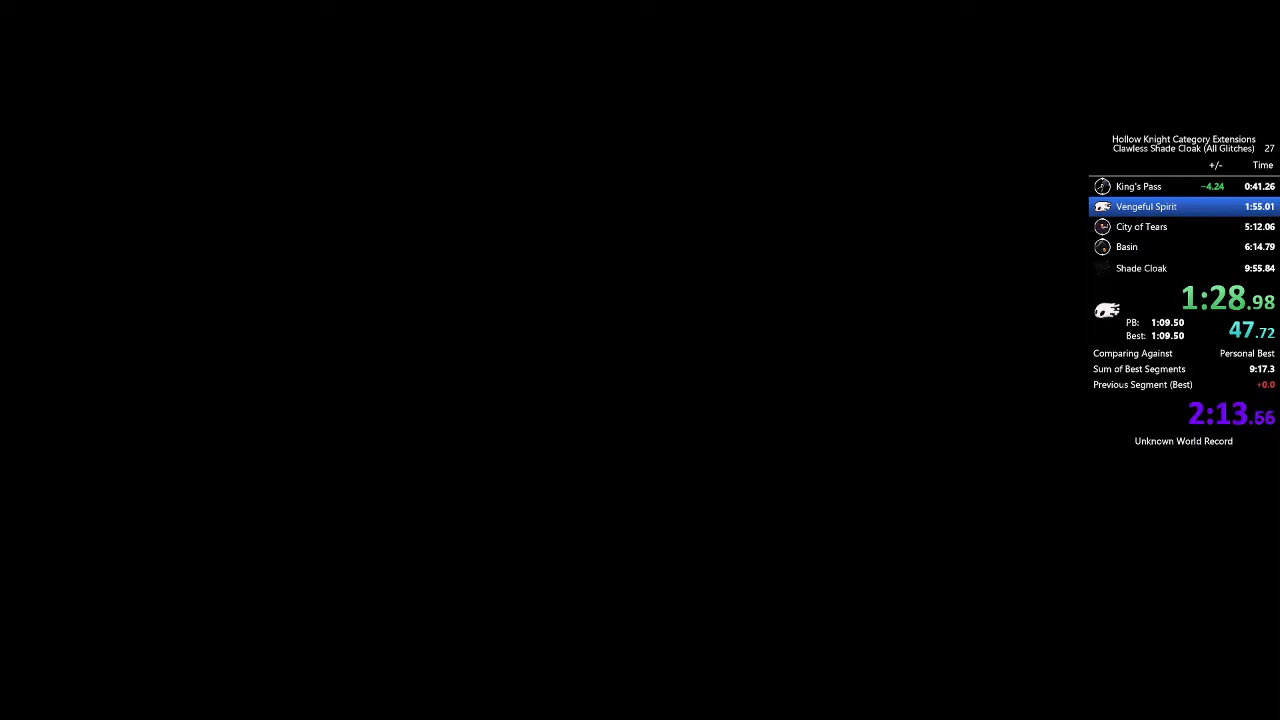 Hollow Knight Category Extensions
Clawless Shade Cloak (All Glitches) 27
+/- Time
King's Pass −4.24 0:41.26
Vengeful Spirit 1:55.01
City of Tears 5:12.06
Basin 6:14.79
Shade Cloak 9:55.84
1:28.98
PB: 1:09.50 47.72
Best: 1:09.50
Comparing Against Personal Best
Sum of Best Segments 9:17.3
Previous Segment (Best) +0.0
2:13.66
Unknown World Record